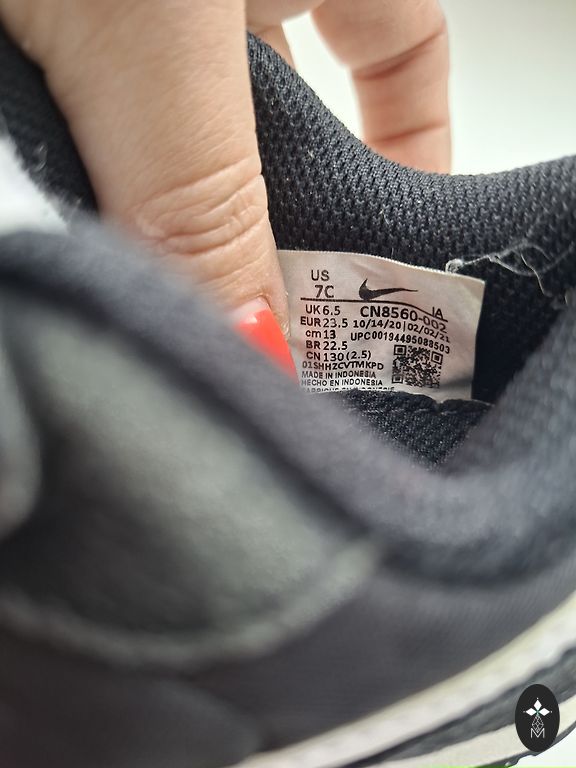 US
7C
UK 6.5 CN8560-002 IA
EUR 23.5 10/14/20 | 02/02/21
cm 13 UPC 00194495088503
BR 22.5
CN 130 (2.5)
01SHHZCVTMKPD
MADE IN INDONESIA
HECHO EN INDONESIA
M